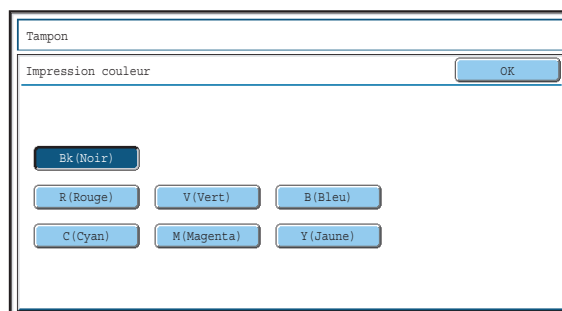 Tampon
Impression couleur
OK
Bk(Noir)
R(Rouge) V(Vert) B(Bleu)
C(Cyan) M(Magenta) Y(Jaune)